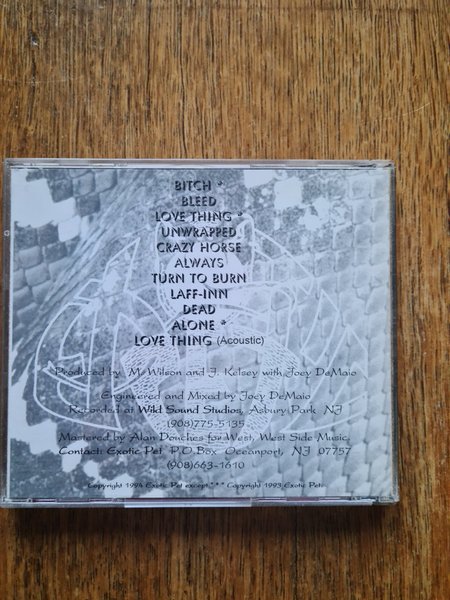 BITCH *
BLEED
LOVE THING *
UNWRAPPED
CRAZY HORSE
ALWAYS
TURN TO BURN
LAFF-INN
DEAD
ALONE *
LOVE THING (Acoustic)
Produced by M. Wilson and J. Kelsey with Joey DeMaio
Engineered and Mixed by Joey DeMaio
Recorded at Wild Sound Studios, Asbury Park NJ
(908)775-5135
Mastered by Alan Douches for West, West Side Music.
Contact: Exotic Pet P.O.Box Oceanport, NJ 07757
(908)663-1610
Copyright 1994 Exotic Pet except " * " Copyright 1993 Exotic Pet